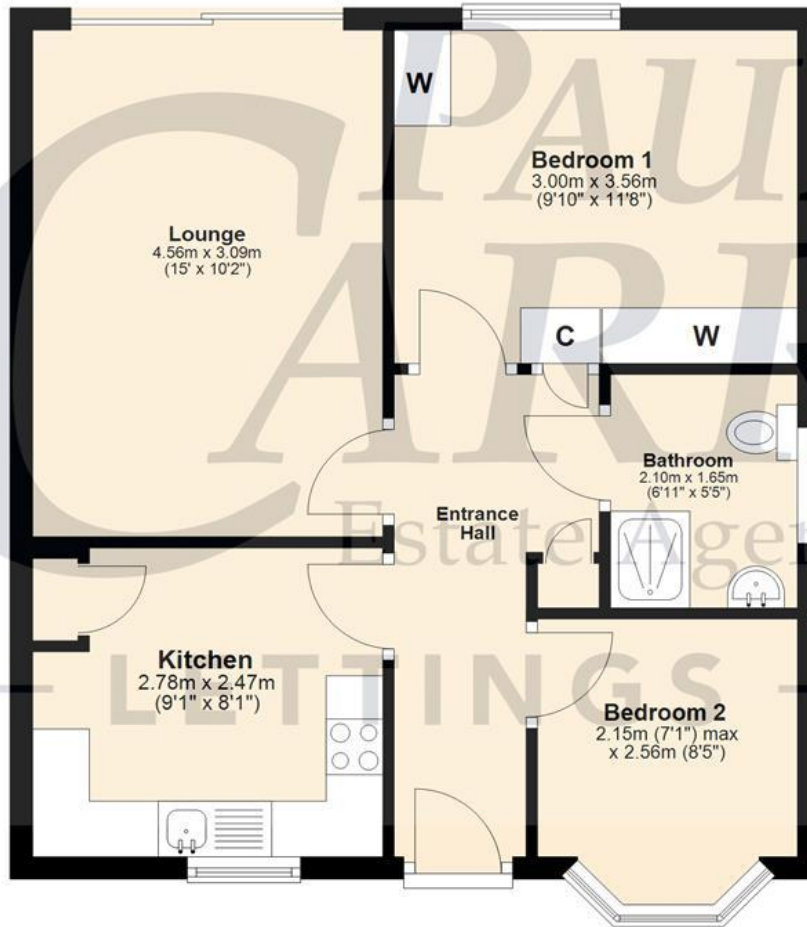 W
Bedroom 1
3.00m x 3.56m
(9'10" x 11'8")
Lounge
4.56m x 3.09m
(15' x 10'2")
C
W
Bathroom
2.10m x 1.65m
(6'11" x 5'5")
Entrance
Hall
Kitchen
2.78m x 2.47m
(9'1" x 8'1")
Bedroom 2
2.15m (7'1") max
x 2.56m (8'5")
PAU
CAR
Estate Agen
LETTINGS